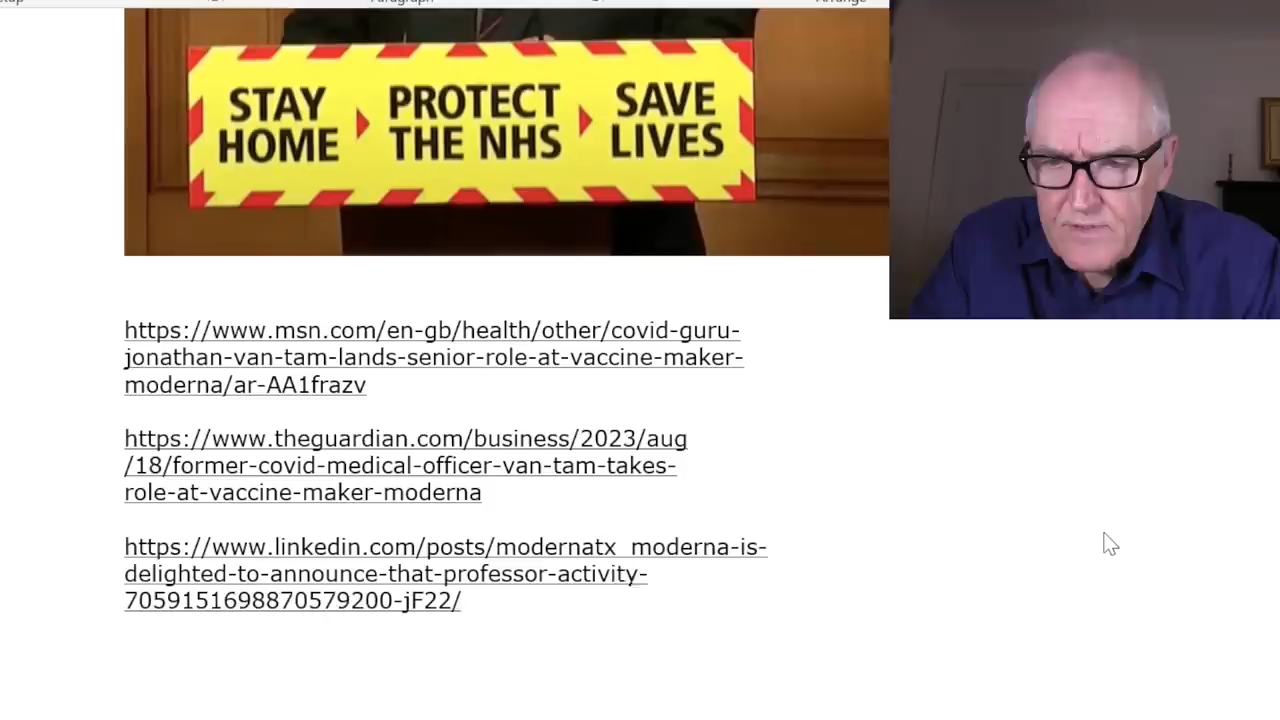 STAY PROTECT SAVE
HOME THE NHS LIVES
https://www.msn.com/en-gb/health/other/covid-guru-
jonathan-van-tam-lands-senior-role-at-vaccine-maker-
moderna/ar-AA1frazv
https://www.theguardian.com/business/2023/aug
/18/former-covid-medical-officer-van-tam-takes-
role-at-vaccine-maker-moderna
https://www.linkedin.com/posts/modernatx_moderna-is-
delighted-to-announce-that-professor-activity-
7059151698870579200-jF22/